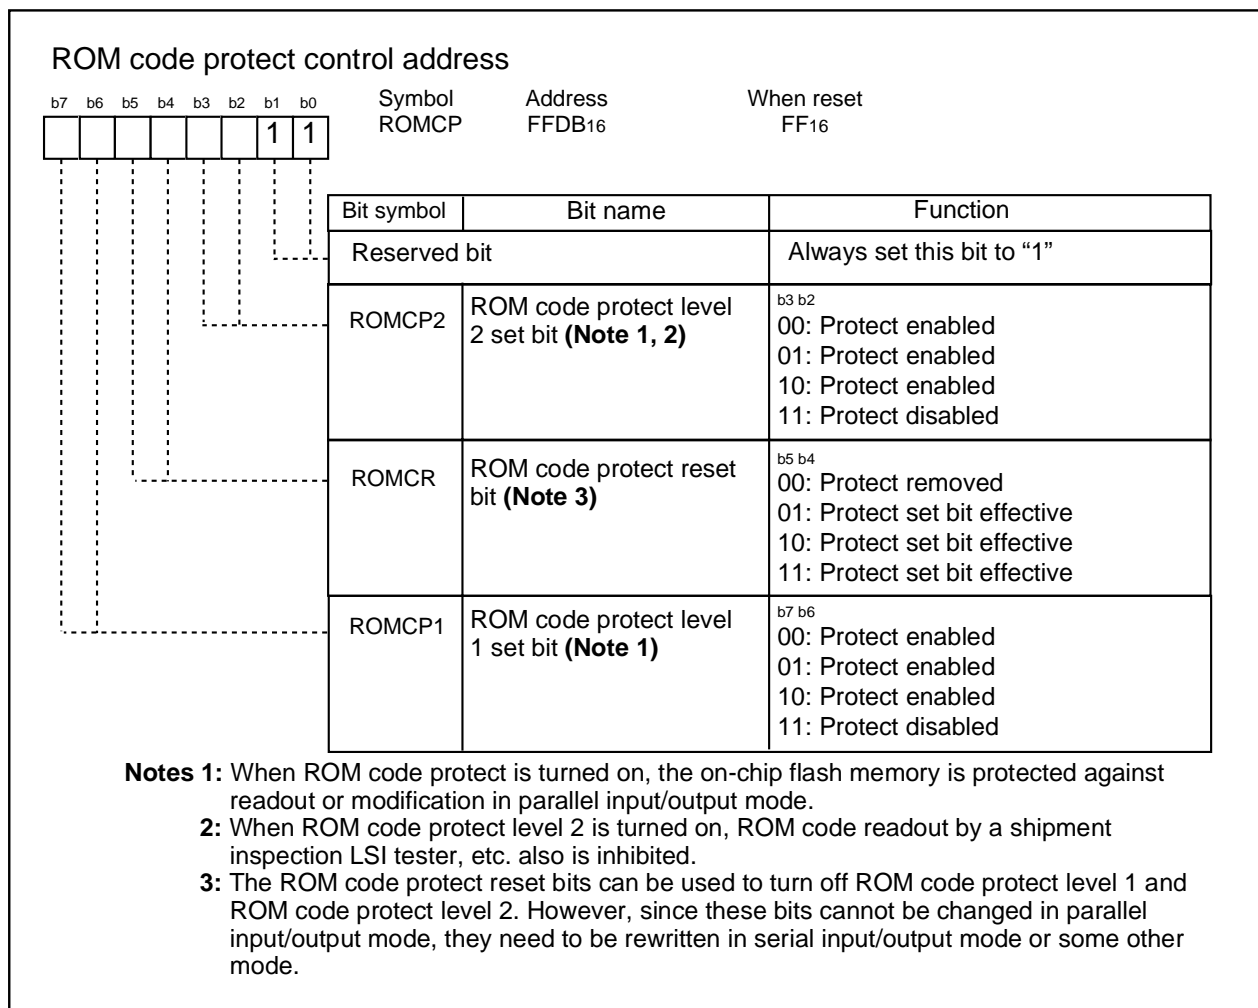 ROM code protect control address
b7 b6 b5 b4 b3 b2 b1 b0
Symbol Address When reset
ROMCP FFDB16 FF16
1 1
Bit symbol Bit name Function
Reserved bit Always set this bit to “1”
ROMCP2 ROM code protect level
2 set bit (Note 1, 2)
b3 b2
00: Protect enabled
01: Protect enabled
10: Protect enabled
11: Protect disabled
ROMCR ROM code protect reset
bit (Note 3)
b5 b4
00: Protect removed
01: Protect set bit effective
10: Protect set bit effective
11: Protect set bit effective
ROMCP1 ROM code protect level
1 set bit (Note 1)
b7 b6
00: Protect enabled
01: Protect enabled
10: Protect enabled
11: Protect disabled
Notes 1: When ROM code protect is turned on, the on-chip flash memory is protected against
readout or modification in parallel input/output mode.
2: When ROM code protect level 2 is turned on, ROM code readout by a shipment
inspection LSI tester, etc. also is inhibited.
3: The ROM code protect reset bits can be used to turn off ROM code protect level 1 and
ROM code protect level 2. However, since these bits cannot be changed in parallel
input/output mode, they need to be rewritten in serial input/output mode or some other
mode.